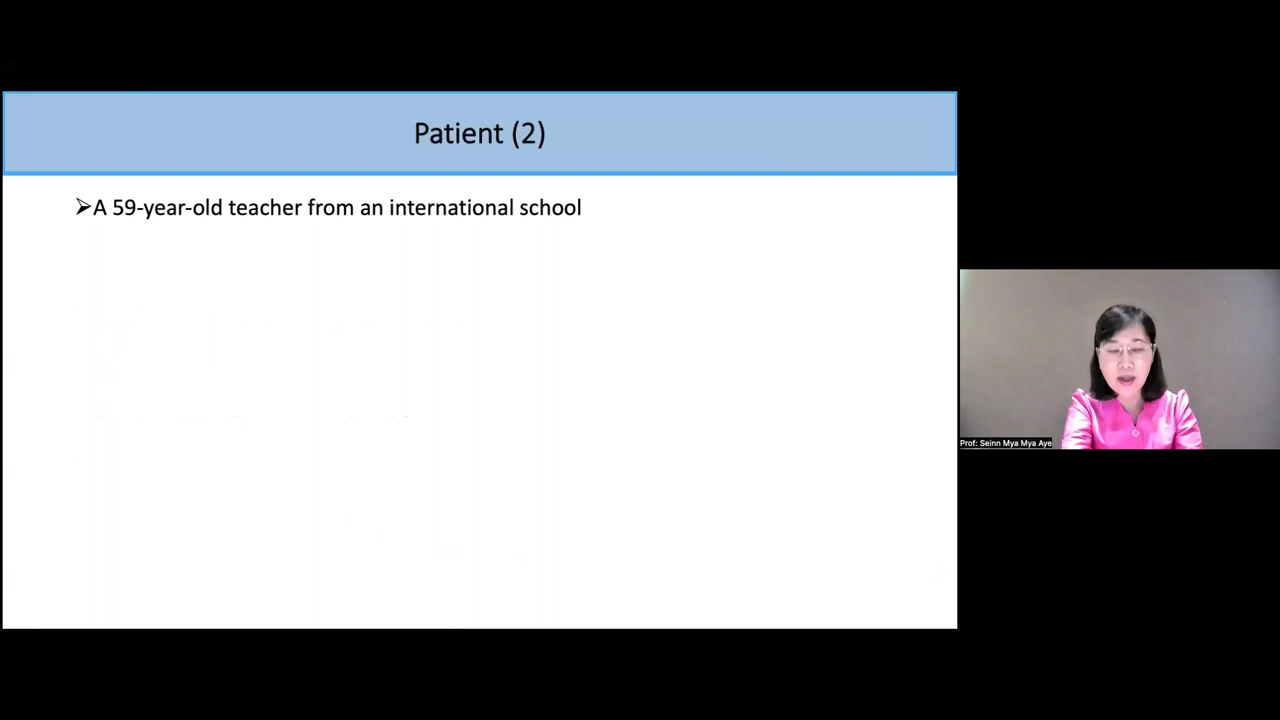 Patient (2)
➢A 59-year-old teacher from an international school
Prof: Seinn Mya Mya Aye